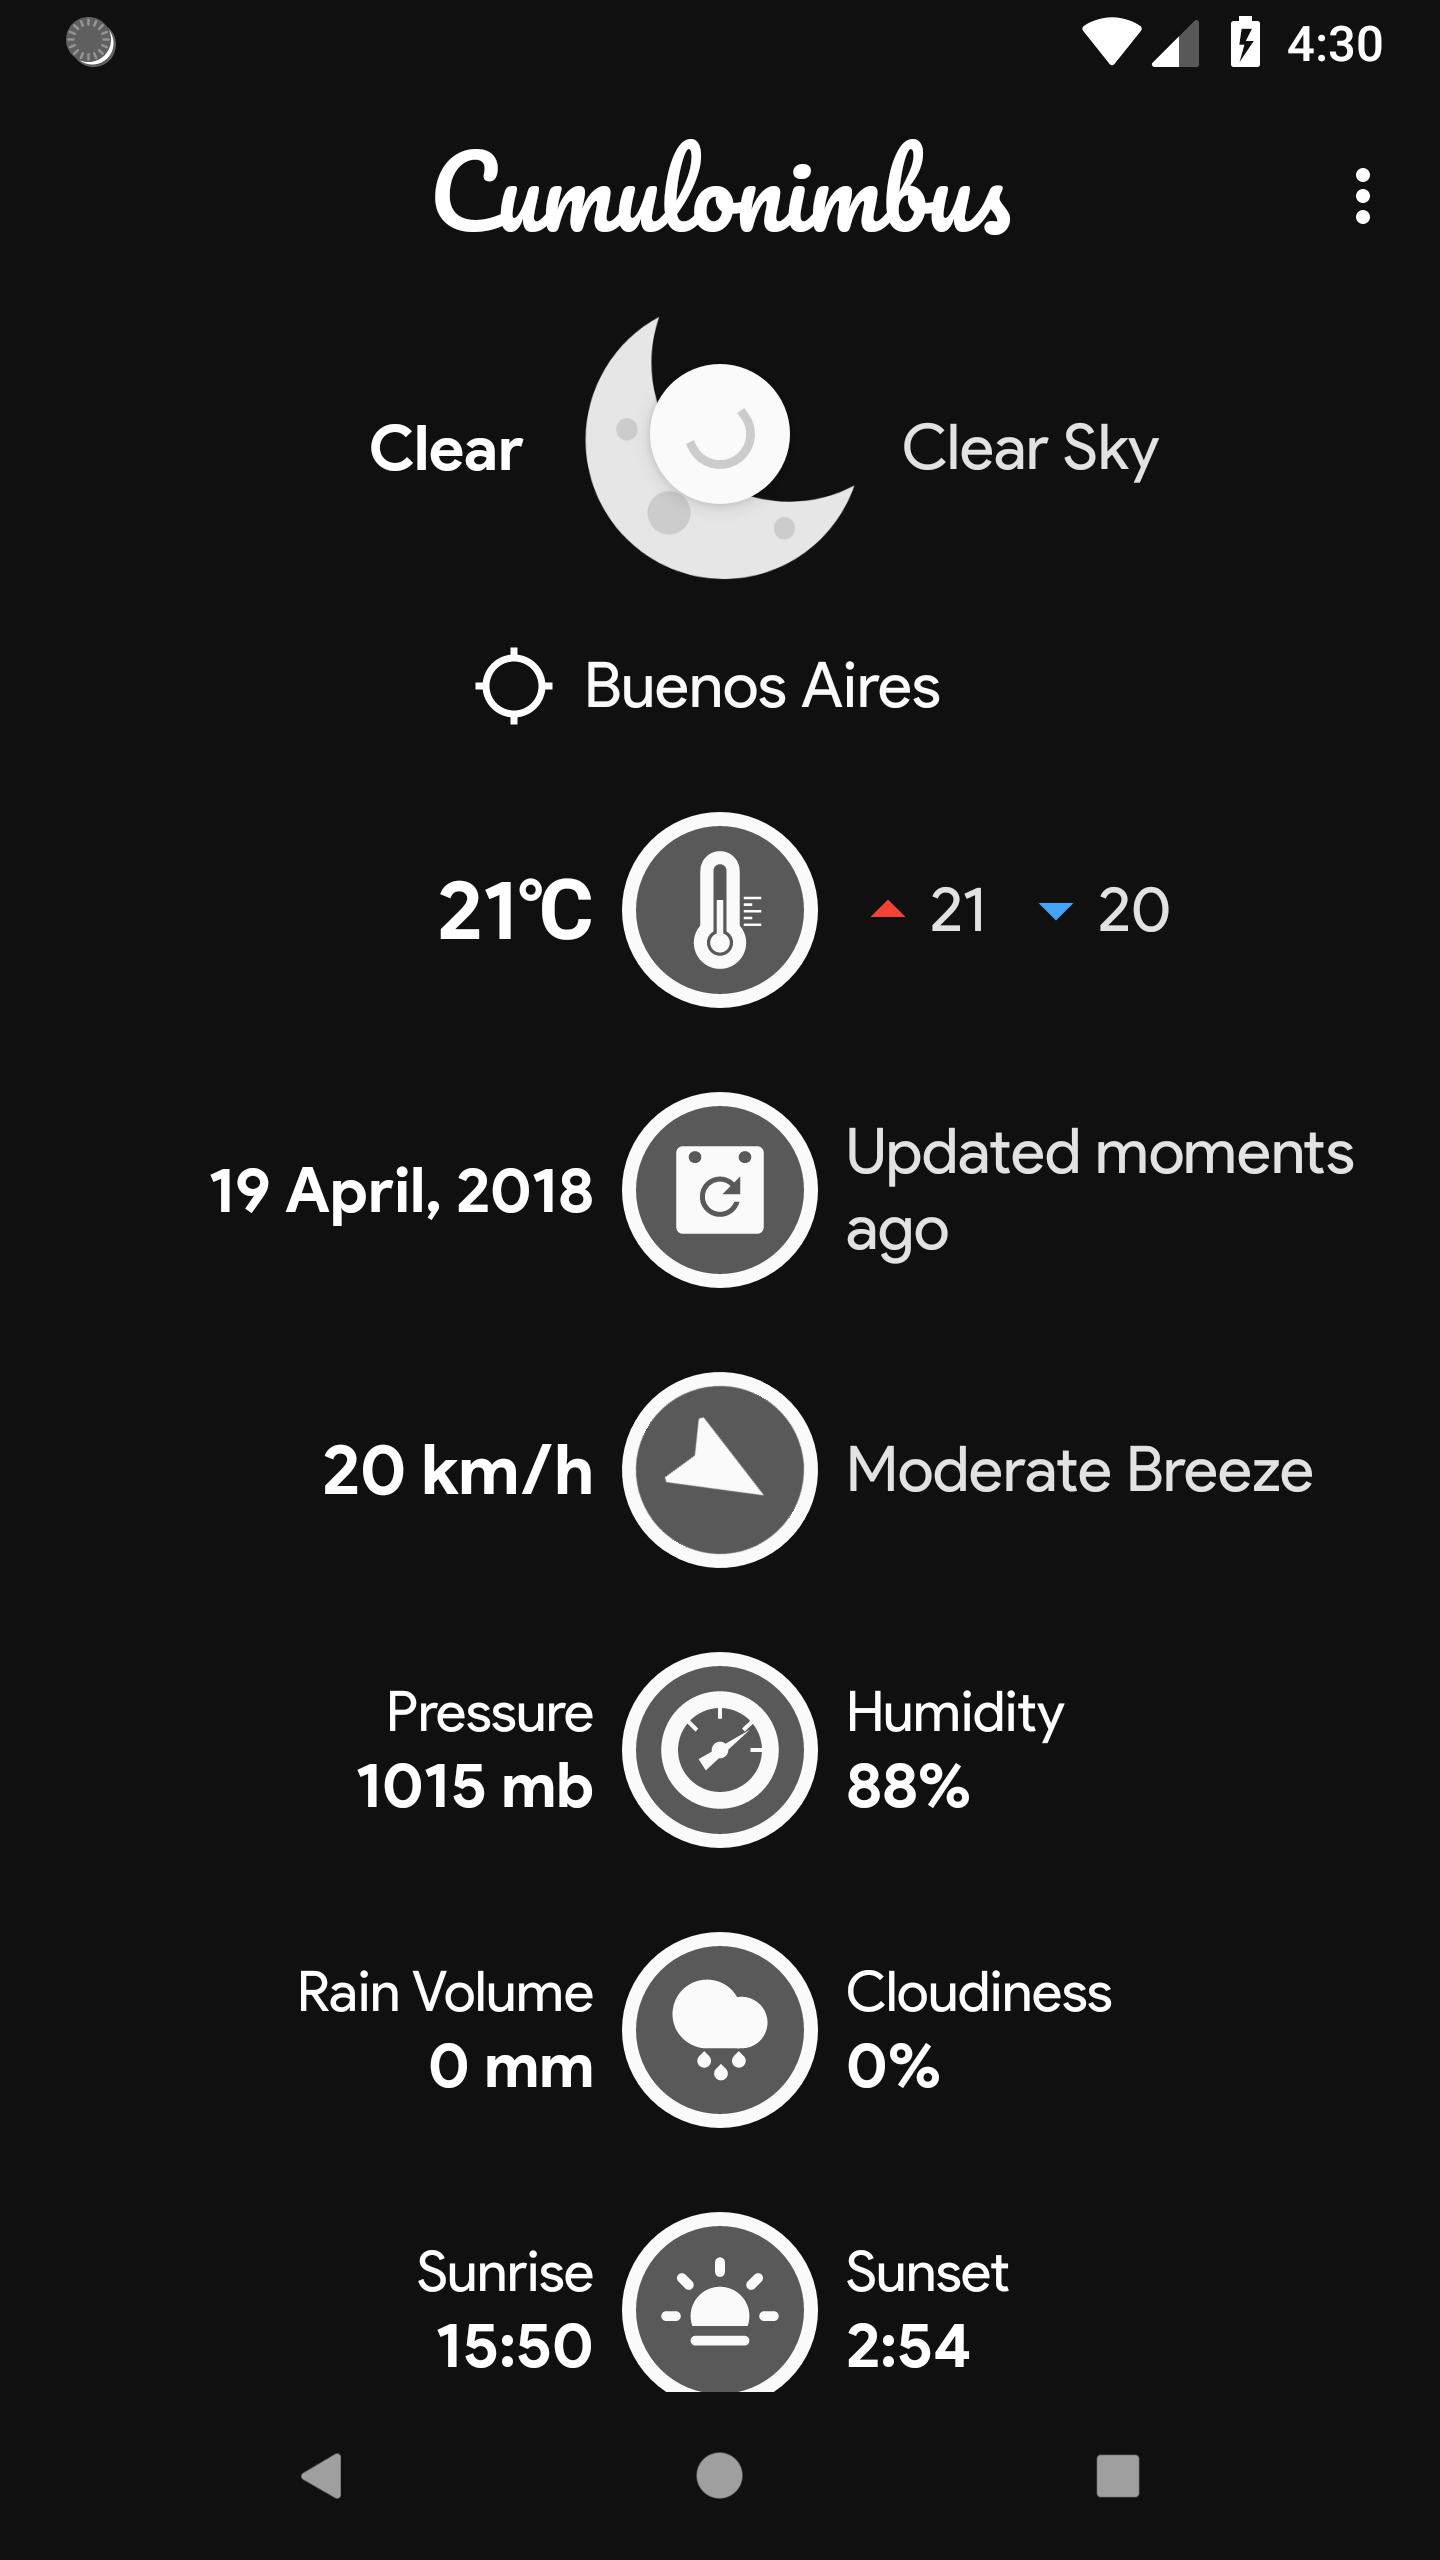 4:30
Cumulonimbus
Clear
Clear Sky
Buenos Aires
21°C
21
20
19 April, 2018
Updated moments
ago
20 km/h
Moderate Breeze
Pressure
1015 mb
Humidity
88%
Rain Volume
0 mm
Cloudiness
0%
Sunrise
15:50
Sunset
2:54